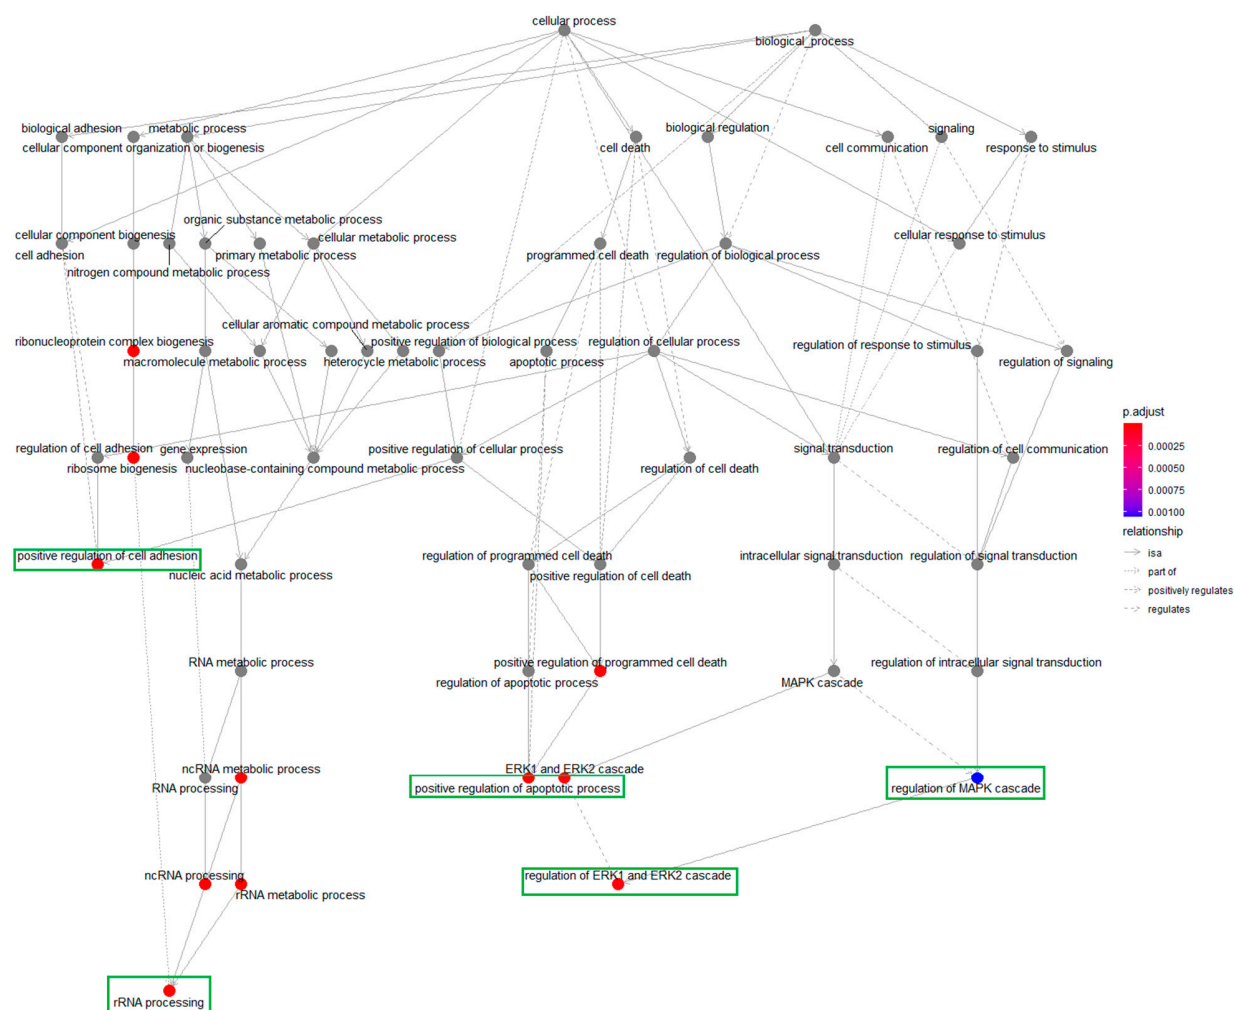 cellular process
biological_process
biological adhesion
metabolic process
biological regulation
signaling
cellular component organization or biogenesis
cell death
cell communication
response to stimulus
organic substance metabolic process
cellular component biogenesis
cellular metabolic process
cellular response to stimulus
cell adhesion
primary metabolic process
programmed cell death
regulation of biological process
nitrogen compound metabolic process
cellular aromatic compound metabolic process
ribonucleoprotein complex biogenesis
positive regulation of biological process
regulation of cellular process
regulation of response to stimulus
macromolecule metabolic process
heterocycle metabolic process
apoptotic process
regulation of signaling
p.adjust
0.00025
0.00050
0.00075
0.00100
regulation of cell adhesion
gene expression
positive regulation of cellular process
signal transduction
regulation of cell communication
ribosome biogenesis
nucleobase-containing compound metabolic process
regulation of cell death
relationship
isa
part of
positively regulates
regulates
positive regulation of cell adhesion
regulation of programmed cell death
intracellular signal transduction
regulation of signal transduction
nucleic acid metabolic process
positive regulation of cell death
RNA metabolic process
positive regulation of programmed cell death
regulation of intracellular signal transduction
regulation of apoptotic process
MAPK cascade
ncRNA metabolic process
ERK1 and ERK2 cascade
RNA processing
positive regulation of apoptotic process
regulation of MAPK cascade
ncRNA processing
regulation of ERK1 and ERK2 cascade
rRNA metabolic process
rRNA processing